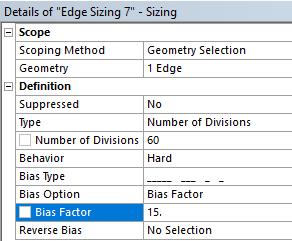 Details of "Edge Sizing 7" - Sizing
Scope
Scoping Method Geometry Selection
Geometry 1 Edge
Definition
Suppressed No
Type Number of Divisions
Number of Divisions 60
Behavior Hard
Bias Type _____ ___ _ _
Bias Option Bias Factor
Bias Factor 15.
Reverse Bias No Selection